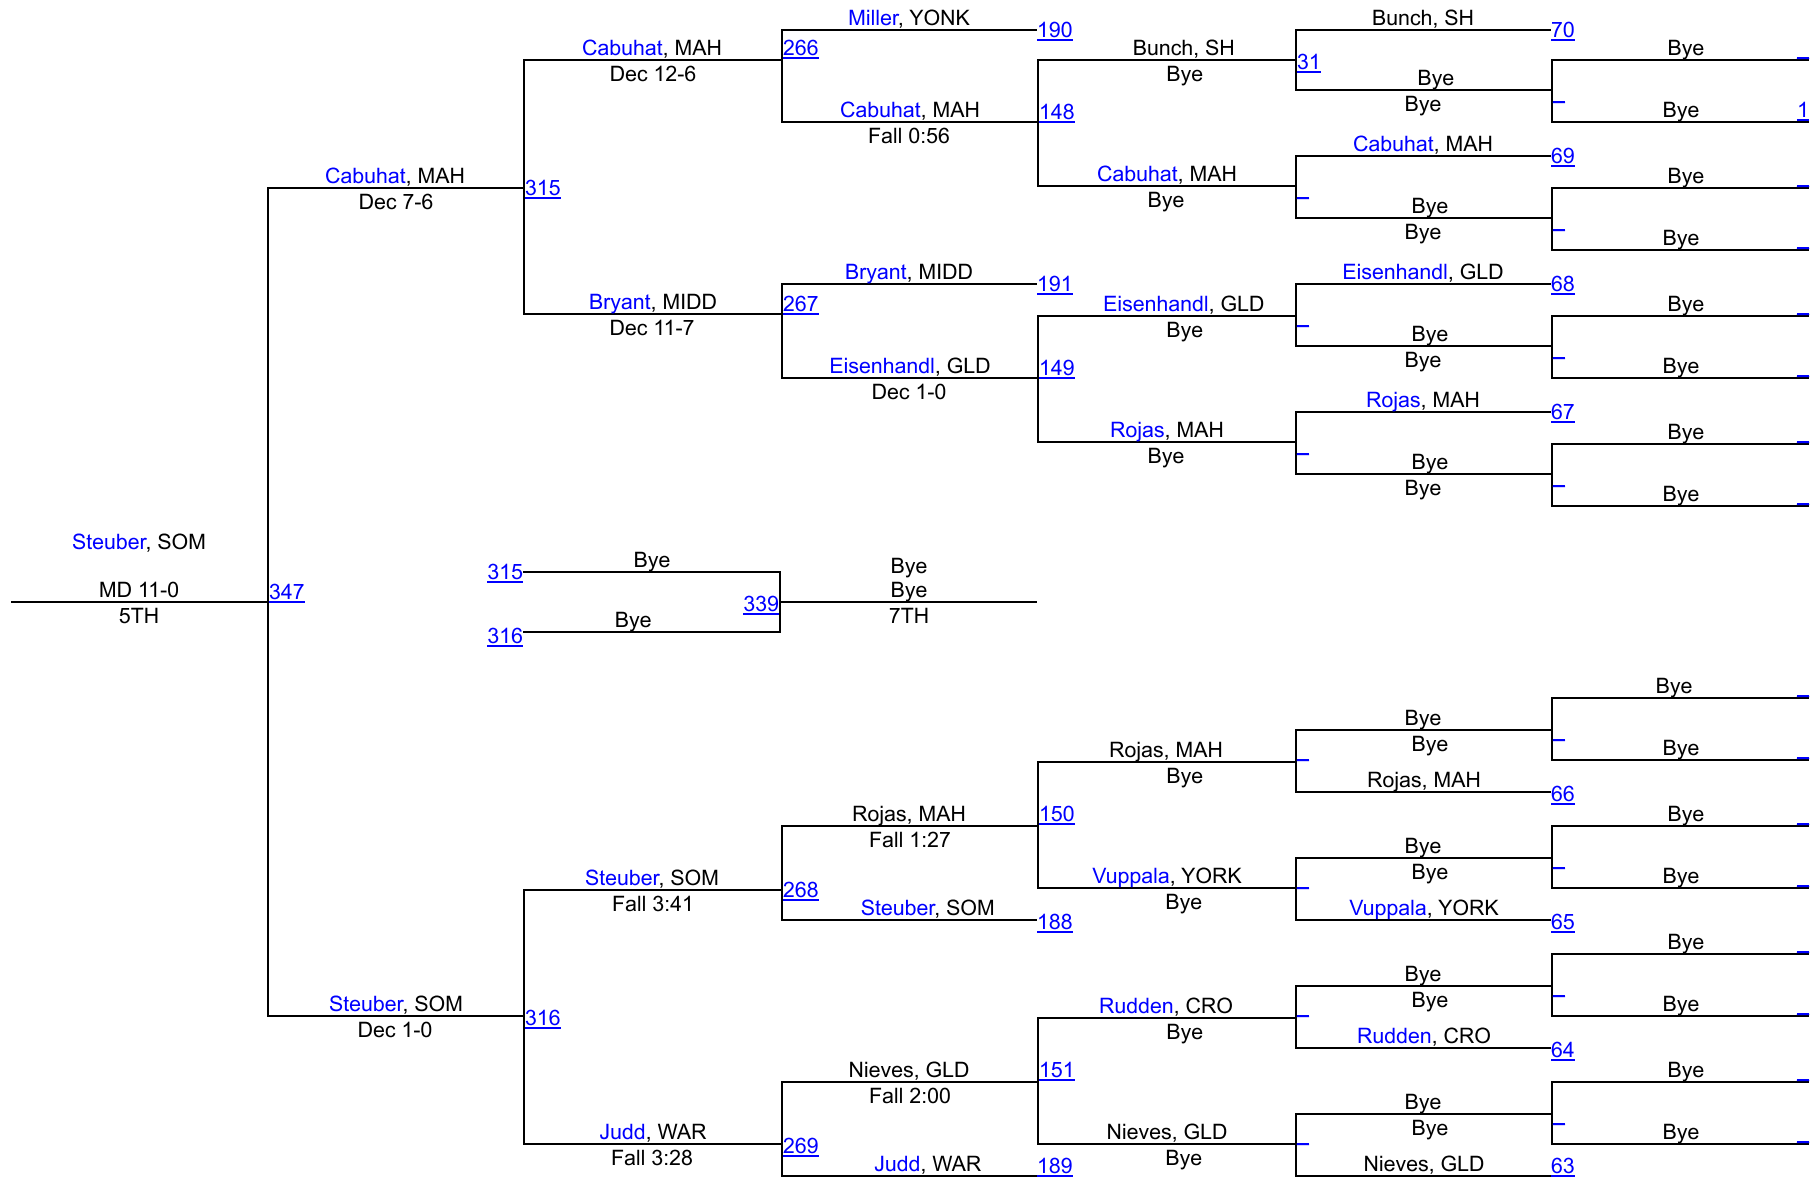 Miller, YONK
190
Cabuhat, MAH
266
Dec 12-6
Bunch, SH
70
Bunch, SH
31
Bye
Bye
Bye
Bye
Bye
Cabuhat, MAH
148
Fall 0:56
Bye
1
Cabuhat, MAH
69
Cabuhat, MAH
315
Dec 7-6
Cabuhat, MAH
Bye
Bye
Bye
Bye
Bye
Bryant, MIDD
191
Eisenhandl, GLD
68
Bryant, MIDD
267
Dec 11-7
Eisenhandl, GLD
Bye
Bye
Bye
Bye
Eisenhandl, GLD
149
Dec 1-0
Bye
Rojas, MAH
67
Rojas, MAH
Bye
Bye
Bye
Bye
Bye
Steuber, SOM
MD 11-0
347
5TH
315
Bye
Bye
339
Bye
7TH
316
Bye
Bye
Bye
Bye
Bye
Rojas, MAH
Bye
Rojas, MAH
66
Rojas, MAH
150
Fall 1:27
Bye
Bye
Bye
Bye
Steuber, SOM
268
Fall 3:41
Vuppala, YORK
Bye
Steuber, SOM
188
Vuppala, YORK
65
Bye
Bye
Bye
Bye
Steuber, SOM
316
Dec 1-0
Rudden, CRO
Bye
Rudden, CRO
64
Nieves, GLD
151
Fall 2:00
Bye
Bye
Bye
Bye
Judd, WAR
269
Fall 3:28
Nieves, GLD
Bye
Judd, WAR
189
Nieves, GLD
63